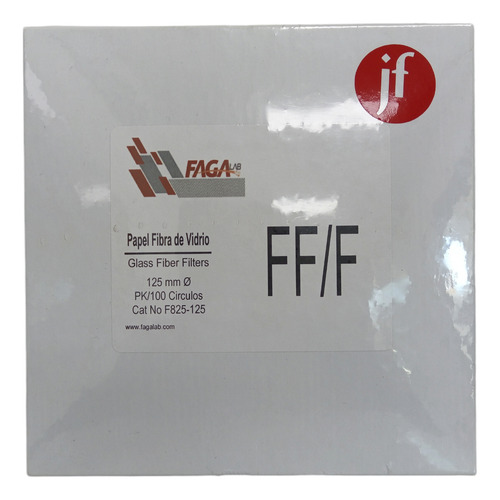 jf
FAGA LAB
Papel Fibra de Vidrio
Glass Fiber Filters
125 mm Ø
PK/100 Circulos
Cat No F825-125
www.fagalab.com
FF/F